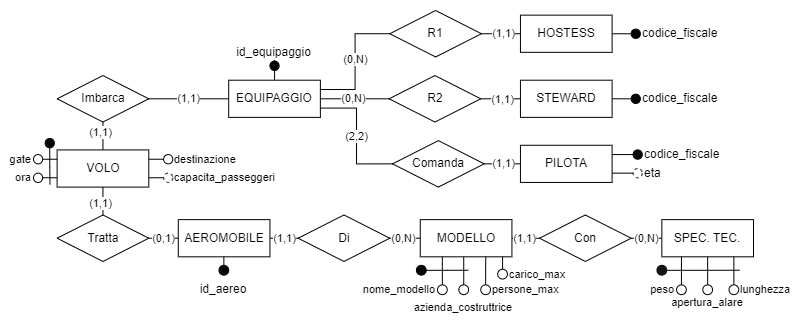 R1
(1,1)
HOSTESS
codice_fiscale
id_equipaggio
(0,N)
Imbarca
(1,1)
EQUIPAGGIO
(0,N)
R2
(1,1)
STEWARD
codice_fiscale
(1,1)
(2,2)
gate
VOLO
destinazione
Comanda
(1,1)
PILOTA
codice_fiscale
ora
capacita_passeggeri
eta
(1,1)
Tratta
(0,1)
AEROMOBILE
(1,1)
Di
(0,N)
MODELLO
(1,1)
Con
(0,N)
SPEC. TEC.
carico_max
id_aereo
nome_modello
persone_max
peso
lunghezza
azienda_costruttrice
apertura_alare